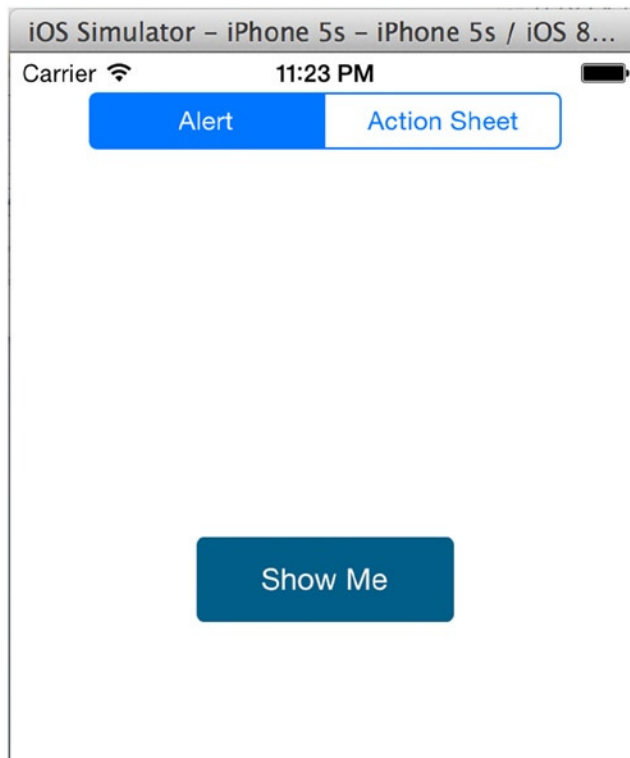 iOS Simulator – iPhone 5s – iPhone 5s / iOS 8...
Carrier 11:23 PM
Alert Action Sheet
Show Me